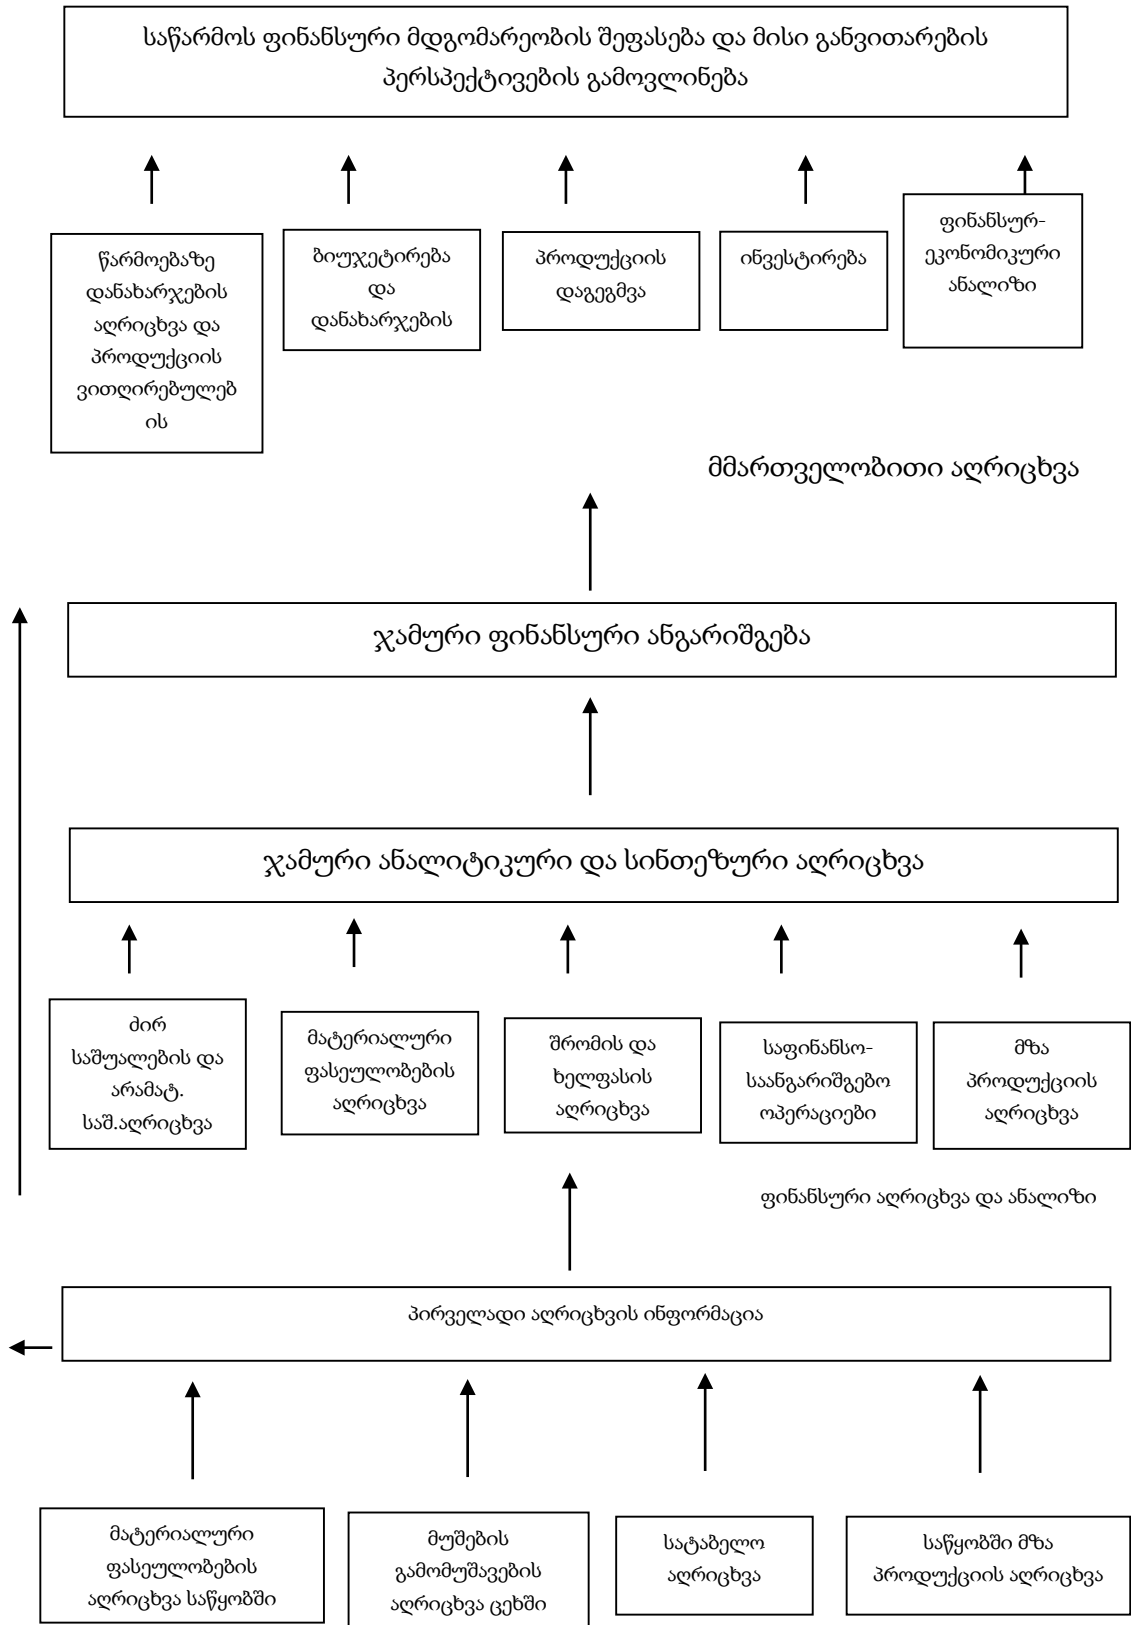 საწარმოს ფინანსური მდგომარეობის შეფასება და მისი განვითარების
პერსპექტივების გამოვლინება
წარმოებაზე
დანახარჯების
აღრიცხვა და
პროდუქციის
ვითღირებულებ
ის
ბიუჯეტირება
და
დანახარჯების
პროდუქციის
დაგეგმვა
ინვესტირება
ფინანსურ-
ეკონომიკური
ანალიზი
მმართველობითი აღრიცხვა
ჯამური ფინანსური ანგარიშგება
ჯამური ანალიტიკური და სინთეზური აღრიცხვა
ძირ
საშუალების და
არამატ.
საშ.აღრიცხვა
მატერიალური
ფასეულობების
აღრიცხვა
შრომის და
ხელფასის
აღრიცხვა
საფინანსო-
საანგარიშგებო
ოპერაციები
მზა
პროდუქციის
აღრიცხვა
ფინანსური აღრიცხვა და ანალიზი
პირველადი აღრიცხვის ინფორმაცია
მატერიალური
ფასეულობების
აღრიცხვა საწყობში
მუშების
გამომუშავების
აღრიცხვა ცეხში
სატაბელო
აღრიცხვა
საწყობში მზა
პროდუქციის აღრიცხვა